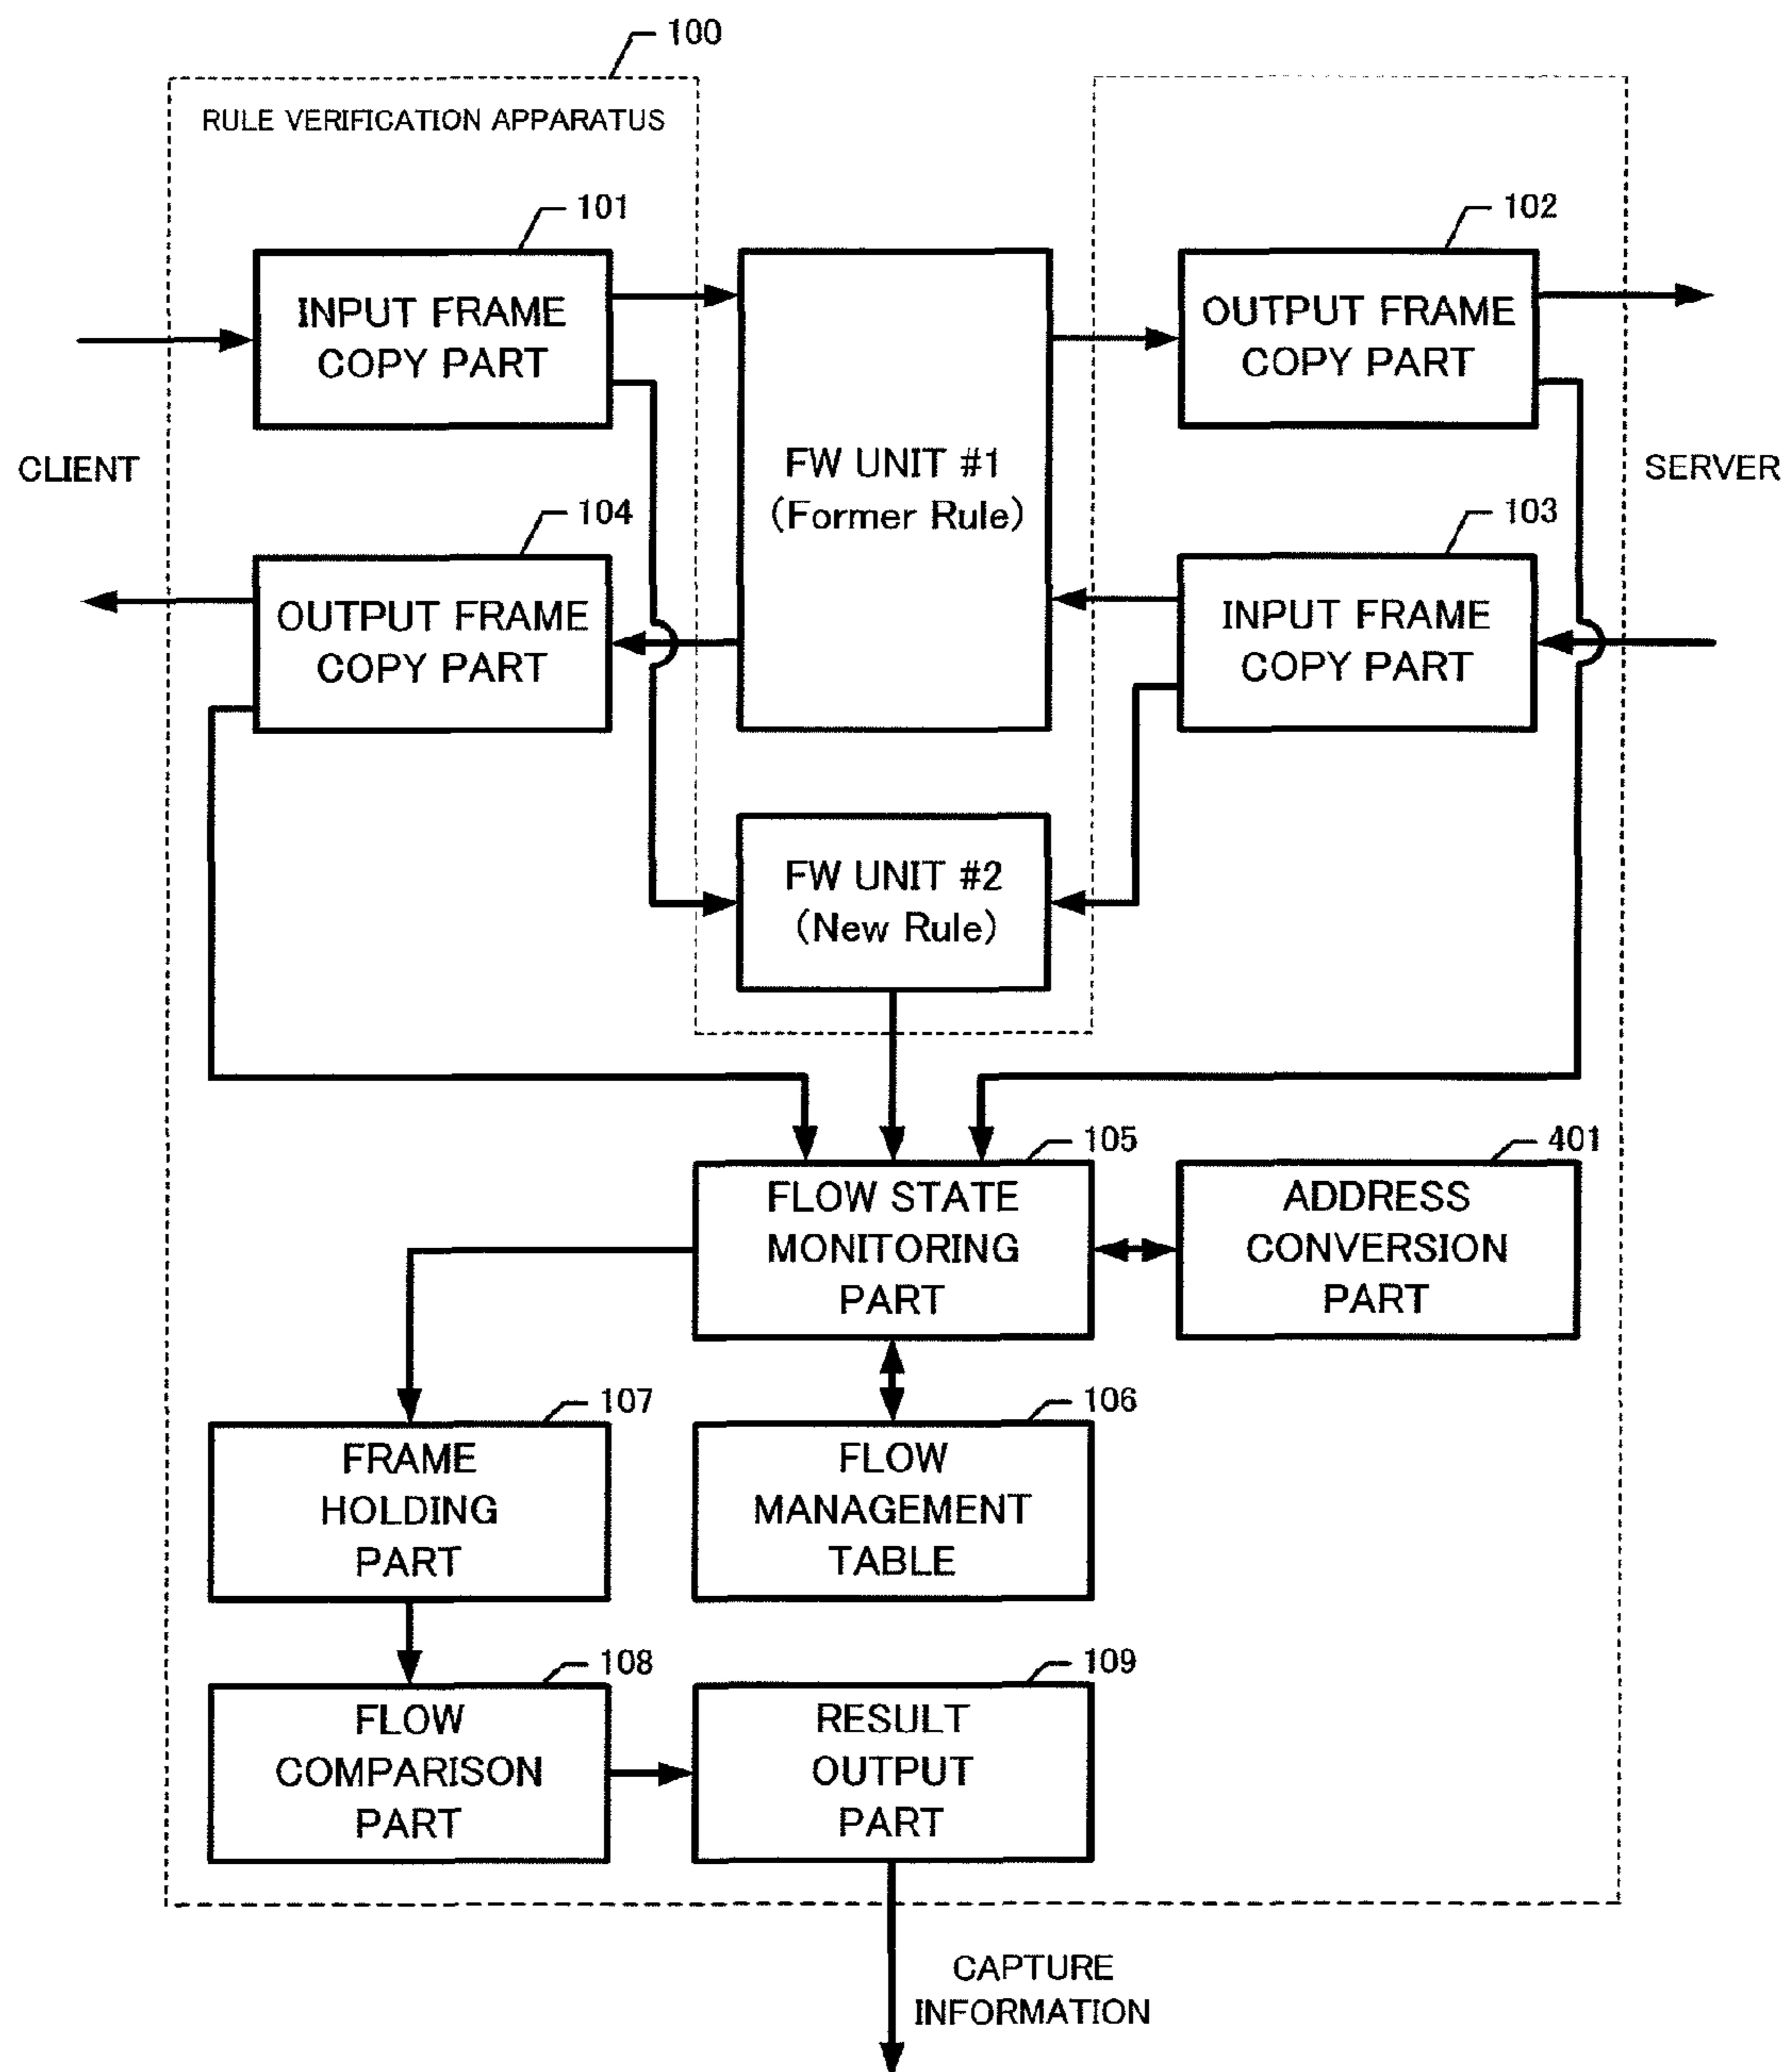 100
RULE VERIFICATION APPARATUS
101
INPUT FRAME
COPY PART
102
OUTPUT FRAME
COPY PART
CLIENT
FW UNIT #1
(Former Rule)
SERVER
104
OUTPUT FRAME
COPY PART
103
INPUT FRAME
COPY PART
FW UNIT #2
(New Rule)
105
FLOW STATE
MONITORING
PART
401
ADDRESS
CONVERSION
PART
107
FRAME
HOLDING
PART
106
FLOW
MANAGEMENT
TABLE
108
FLOW
COMPARISON
PART
109
RESULT
OUTPUT
PART
CAPTURE
INFORMATION